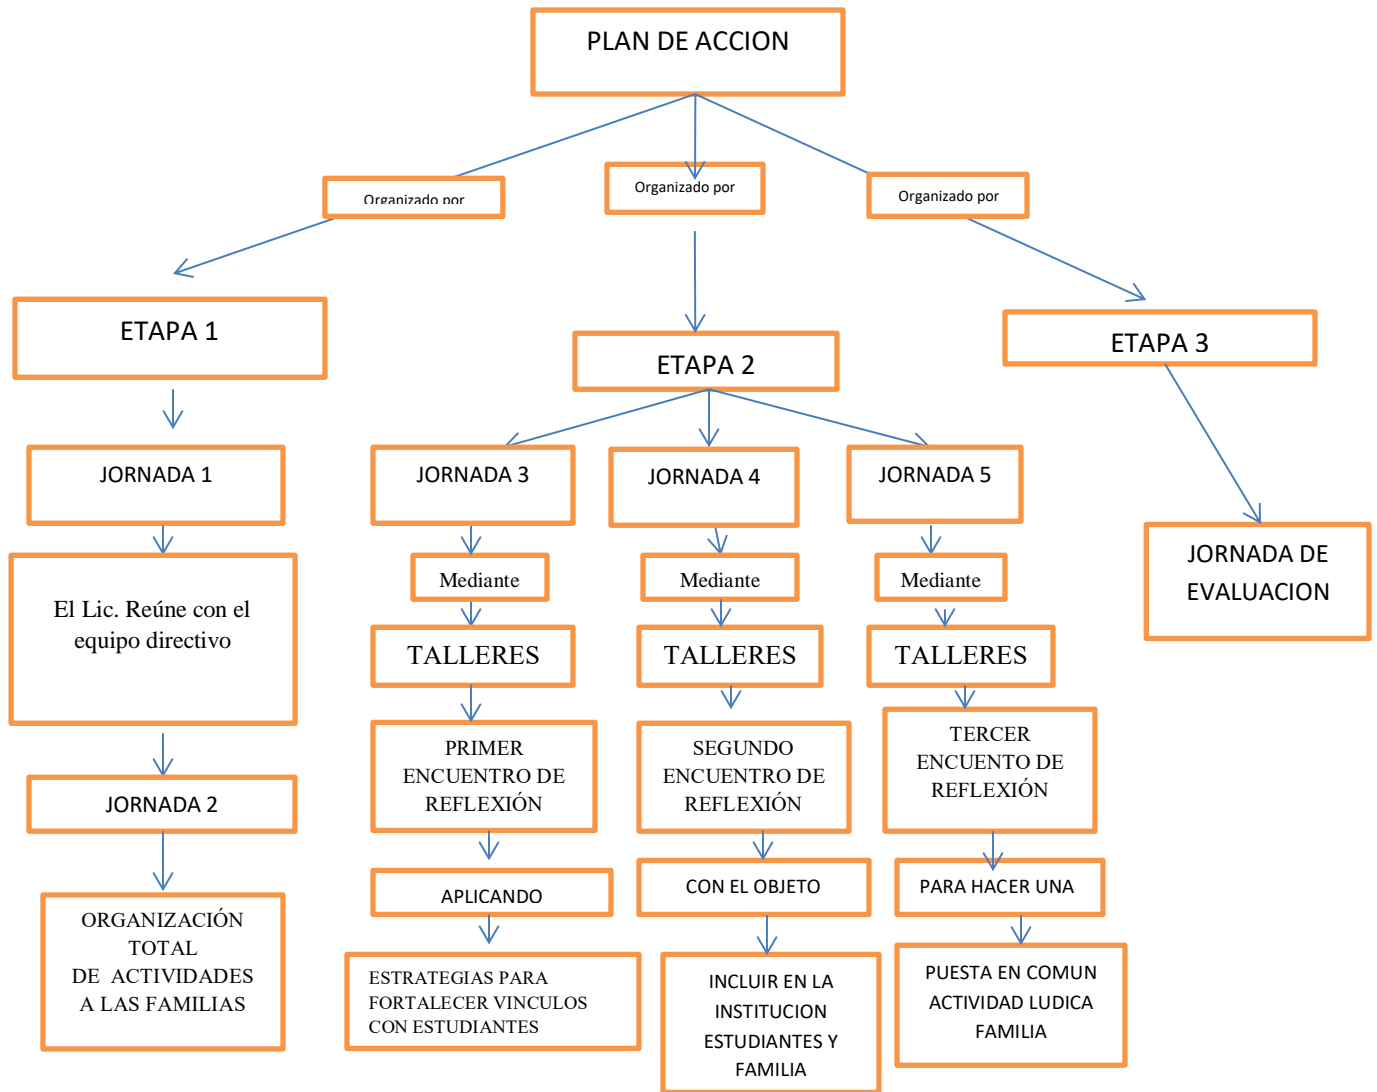 PLAN DE ACCION
Organizado por
Organizado por
Organizado por
ETAPA 1
ETAPA 2
ETAPA 3
JORNADA 1
JORNADA 3
JORNADA 4
JORNADA 5
El Lic. Reúne con el
equipo directivo
Mediante
Mediante
Mediante
JORNADA DE
EVALUACION
TALLERES
TALLERES
TALLERES
PRIMER
ENCUENTRO DE
REFLEXIÓN
SEGUNDO
ENCUENTRO DE
REFLEXIÓN
TERCER
ENCUENTO DE
REFLEXIÓN
JORNADA 2
APLICANDO
CON EL OBJETO
PARA HACER UNA
ORGANIZACIÓN
TOTAL
DE ACTIVIDADES
A LAS FAMILIAS
ESTRATEGIAS PARA
FORTALECER VINCULOS
CON ESTUDIANTES
INCLUIR EN LA
INSTITUCION
ESTUDIANTES Y
FAMILIA
PUESTA EN COMUN
ACTIVIDAD LUDICA
FAMILIA